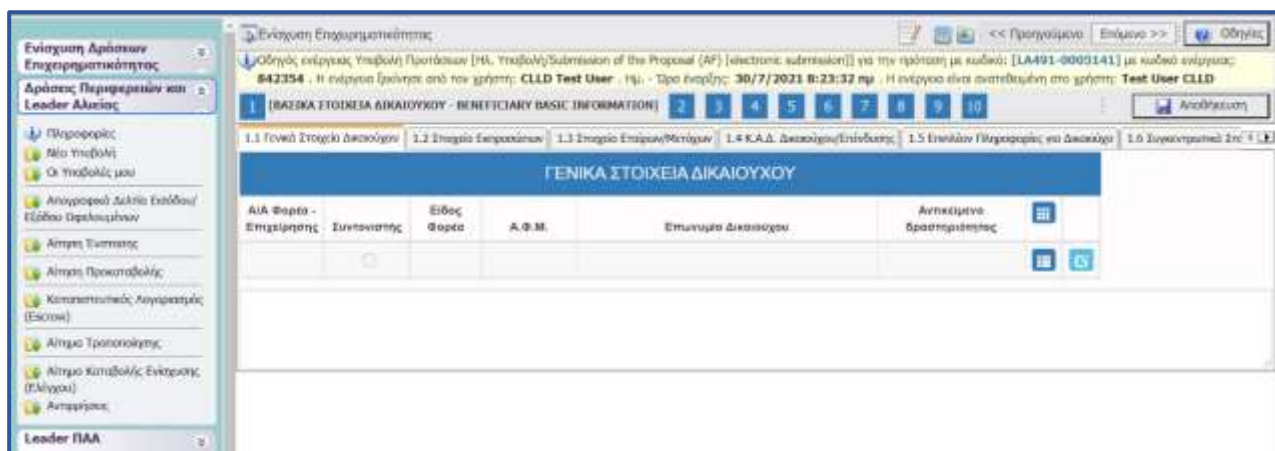 Ενίσχυση Δράσεων
Επιχειρηματικότητας
Δράσεις Περιφερειών και
Leader Αλιείας
Πληροφορίες
Νέα Υποβολή
Οι Υποβολές μου
Απογραφικό Δελτίο Εισόδου/
Εξόδου Ωφελουμένων
Αίτηση Ένστασης
Αίτηση Προκαταβολής
Καταπιστευτικός Λογαριασμός
(Escrow)
Αίτημα Τροποποίησης
Αίτημα Καταβολής Ενίσχυσης
(Ελέγχου)
Αντιρρήσεις
Leader ΠΑΑ
Ενίσχυση Επιχειρηματικότητας
<< Προηγούμενο Επόμενο >> Οδηγίες
Οδηγός ενέργειας Υποβολή Προτάσεων [Ηλ. Υποβολή/Submission of the Proposal (AF) [electronic submission]] για την πρόταση με κωδικό: [LA491-0005141] με κωδικό ενέργειας:
842354 . Η ενέργεια ξεκίνησε από τον χρήστη: CLLD Test User . Ημ. - Ώρα έναρξης: 30/7/2021 8:23:32 πμ . Η ενέργεια είναι ανατεθειμένη στο χρήστη: Test User CLLD
1 [ΒΑΣΙΚΑ ΣΤΟΙΧΕΙΑ ΔΙΚΑΙΟΥΧΟΥ - BENEFICIARY BASIC INFORMATION] 2 3 4 5 6 7 8 9 10 Αποθήκευση
1.1 Γενικά Στοιχεία Δικαιούχου 1.2 Στοιχεία Εκπροσώπων 1.3 Στοιχεία Εταίρων/Μετόχων 1.4 Κ.Α.Δ. Δικαιούχου/Επένδυσης 1.5 Επιπλέον Πληροφορίες για Δικαιούχο 1.6 Συγκεντρωτικά Στο
ΓΕΝΙΚΑ ΣΤΟΙΧΕΙΑ ΔΙΚΑΙΟΥΧΟΥ
Α/Α Φορέα -
Επιχείρησης Συντονιστής Είδος
Φορέα Α.Φ.Μ. Επωνυμία Δικαιούχου Αντικείμενο
δραστηριότητας